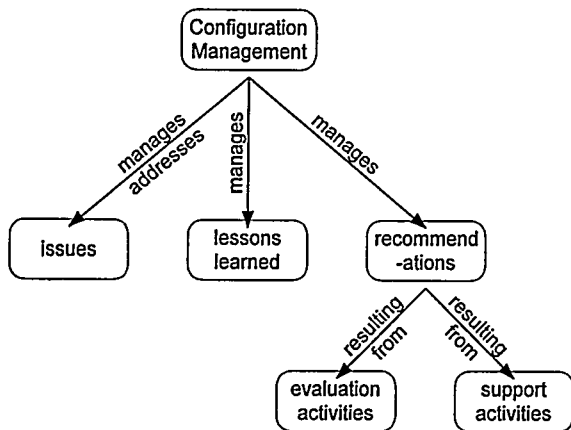 Configuration
Management
manages
addresses
manages
manages
issues
lessons
learned
recommend
-ations
resulting
from
resulting
from
evaluation
activities
support
activities